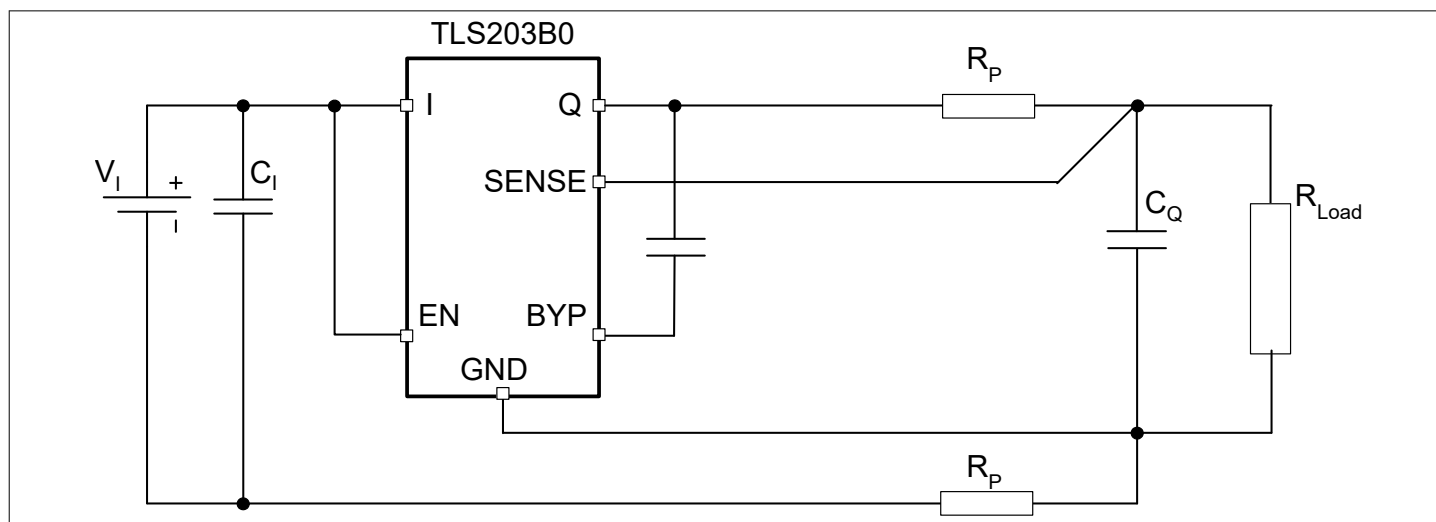 TLS203B0
R_P
I
Q
V_I
+
C_I
SENSE
C_Q
R_Load
EN
BYP
GND
R_P